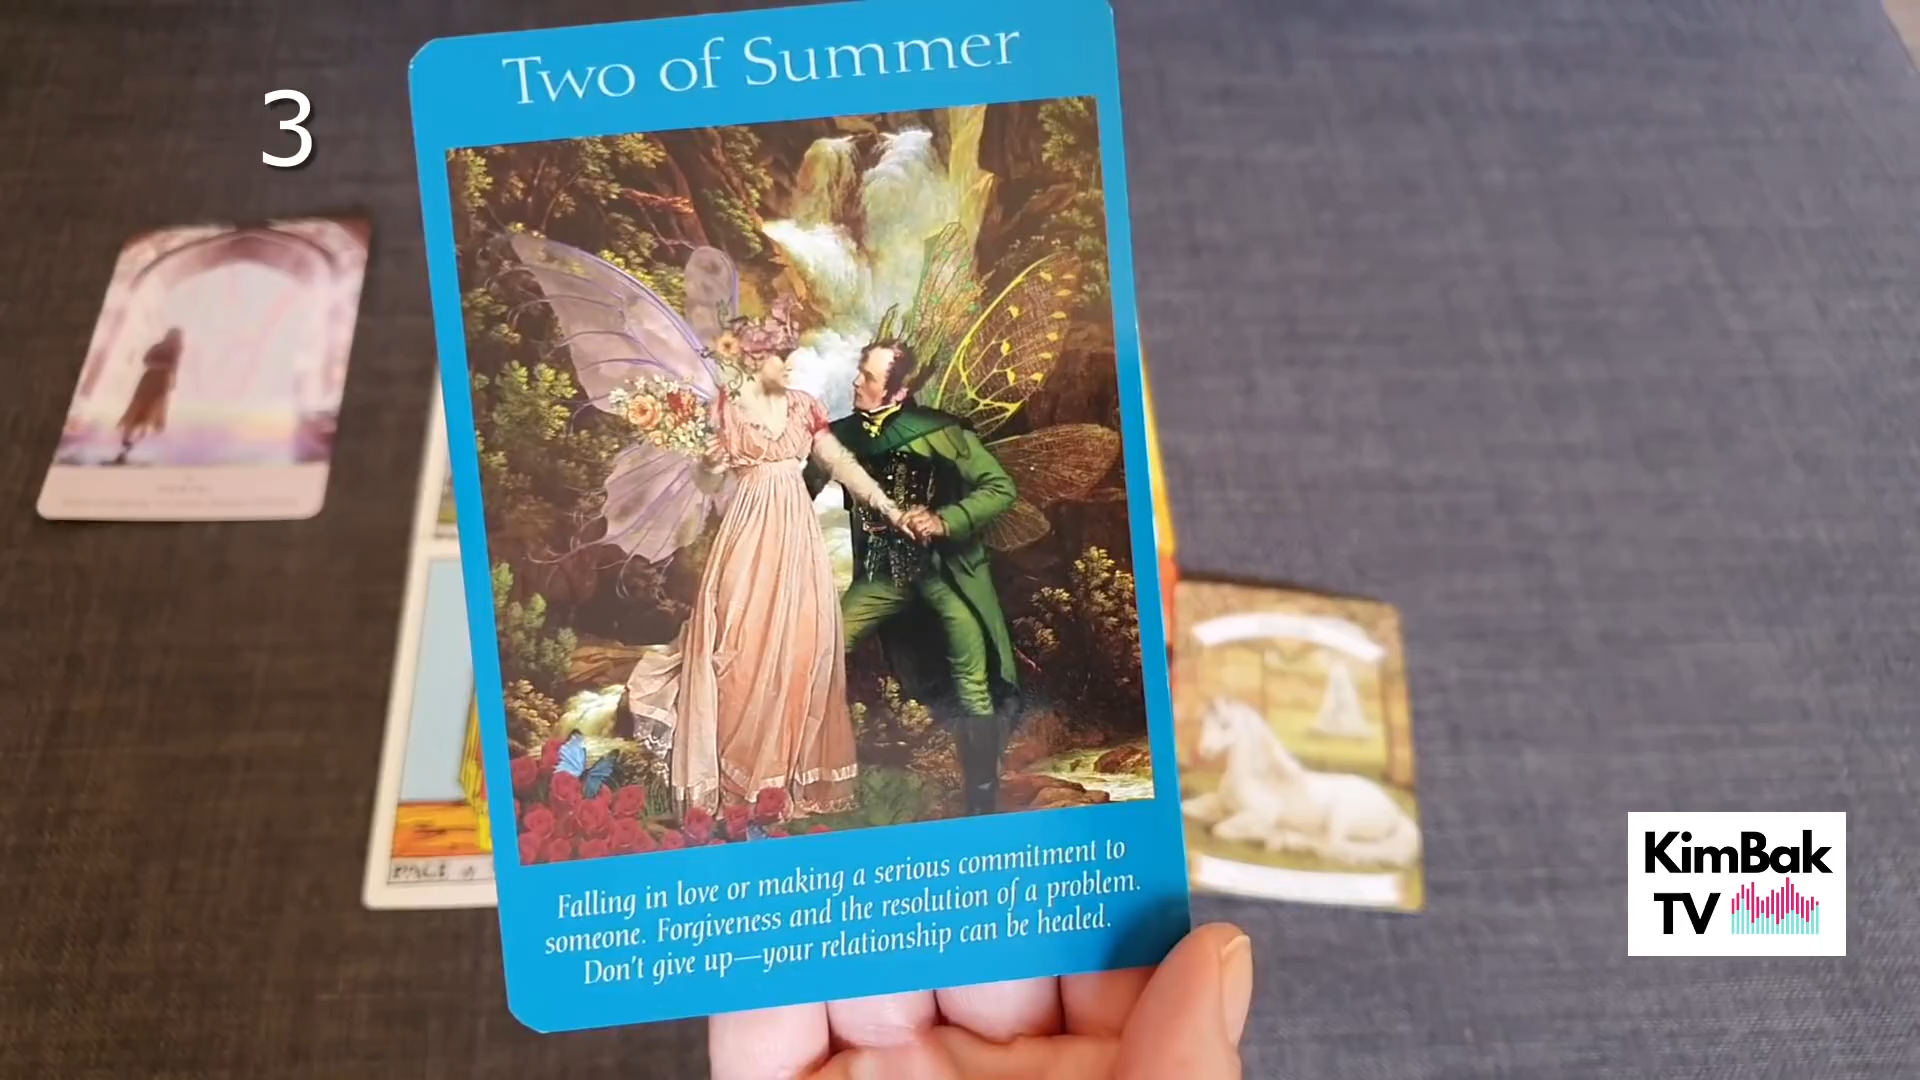 3
Two of Summer
Falling in love or making a serious commitment to
someone. Forgiveness and the resolution of a problem.
Don't give up—your relationship can be healed.
KimBak
TV